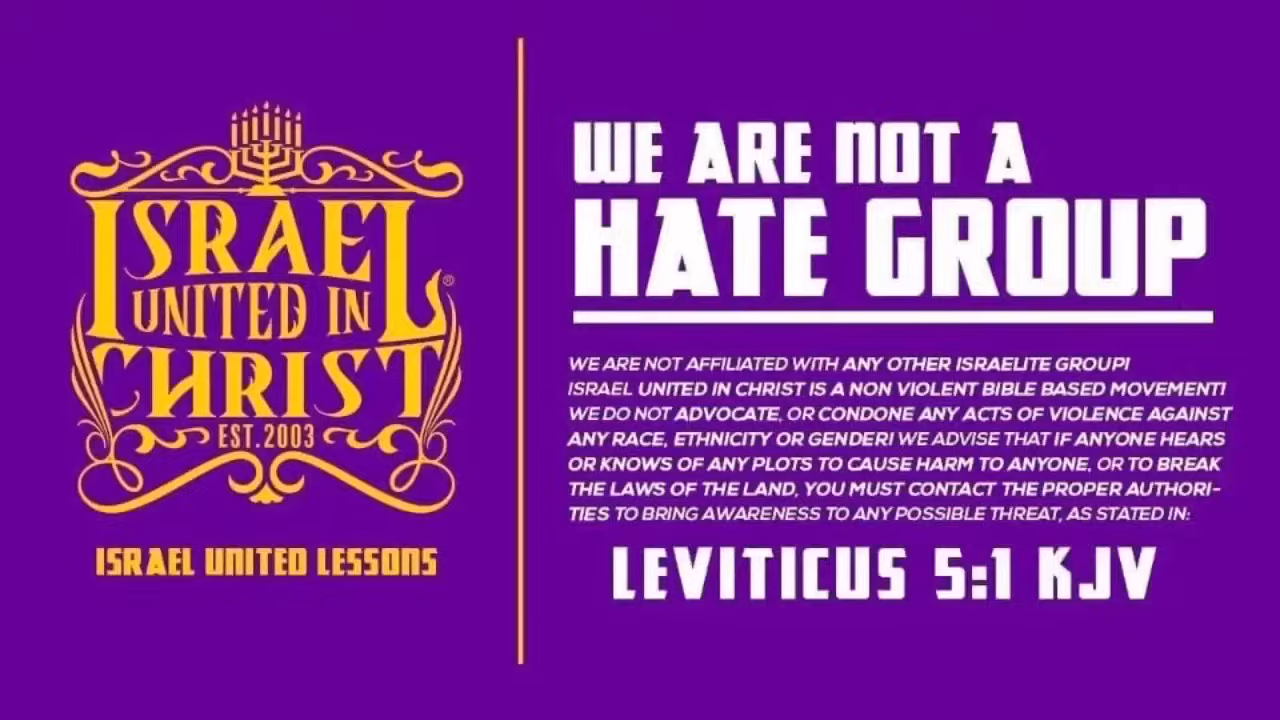 ISRAEL
UNITED IN
CHRIST
®
EST. 2003
ISRAEL UNITED LESSONS
WE ARE NOT A
HATE GROUP
WE ARE NOT AFFILIATED WITH ANY OTHER ISRAELITE GROUP!
ISRAEL UNITED IN CHRIST IS A NON VIOLENT BIBLE BASED MOVEMENT!
WE DO NOT ADVOCATE, OR CONDONE ANY ACTS OF VIOLENCE AGAINST
ANY RACE, ETHNICITY OR GENDER! WE ADVISE THAT IF ANYONE HEARS
OR KNOWS OF ANY PLOTS TO CAUSE HARM TO ANYONE, OR TO BREAK
THE LAWS OF THE LAND, YOU MUST CONTACT THE PROPER AUTHORI-
TIES TO BRING AWARENESS TO ANY POSSIBLE THREAT, AS STATED IN:
LEVITICUS 5:1 KJV